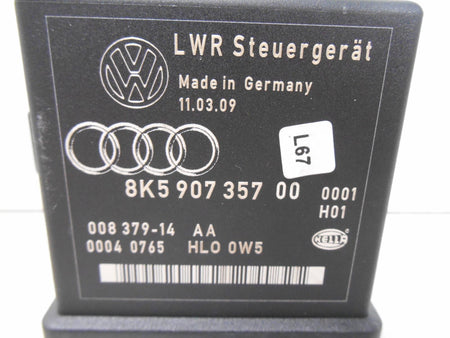 LWR Steuergerät
Made in Germany
11.03.09
L67
8K5 907 357 00 0001
H01
008 379-14 AA
0004 0765 HLO 0W5
HELLA